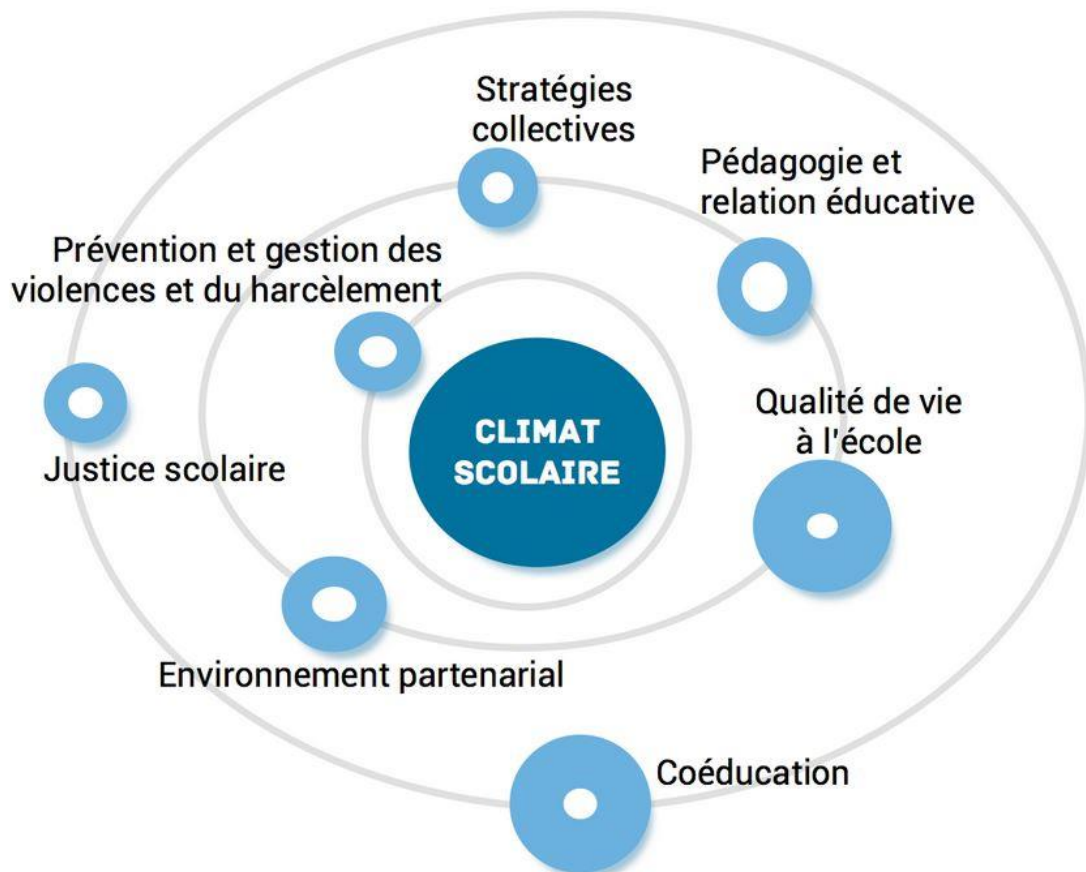 Stratégies
collectives
Pédagogie et
relation éducative
Prévention et gestion des
violences et du harcèlement
Qualité de vie
à l'école
CLIMAT
SCOLAIRE
Justice scolaire
Environnement partenarial
Coéducation